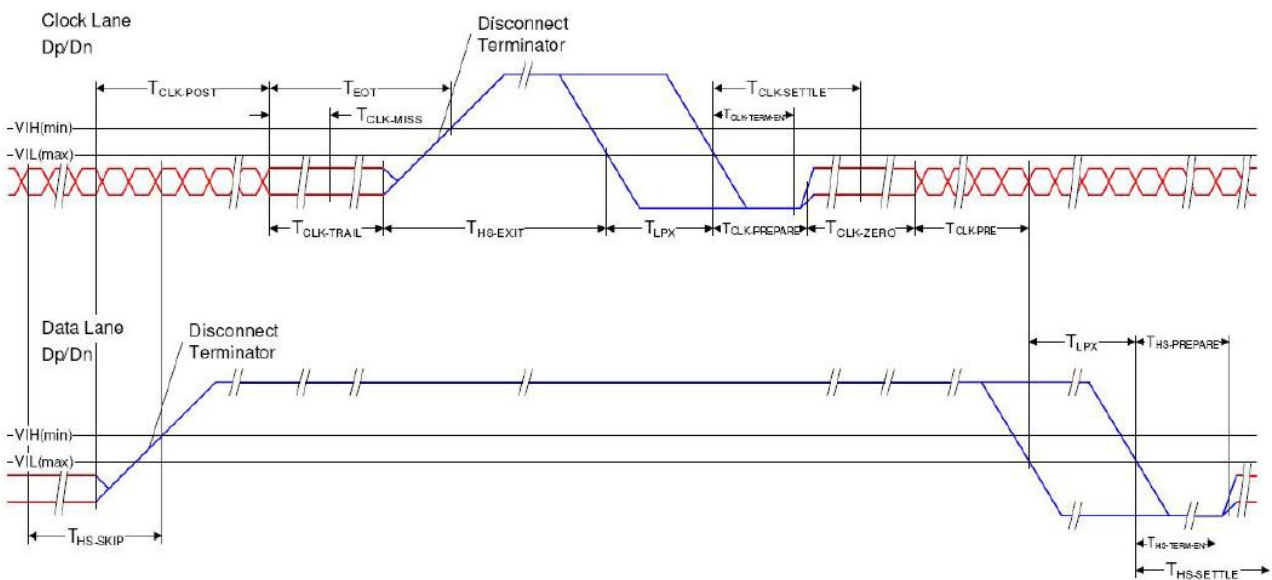 Clock Lane
Dp/Dn
Disconnect
Terminator
TCLK-POST
TEOT
TCLK-SETTLE
TCLK-MISS
TCLK-TERM-EN
VIH(min)
VIL(max)
TCLK-TRAIL
THS-EXIT
TLPX
TCLK-PREPARE
TCLK-ZERO
TCLK-PRE
Data Lane
Dp/Dn
Disconnect
Terminator
TLPX
THS-PREPARE
VIH(min)
VIL(max)
THS-SKIP
THS-TERM-EN
THS-SETTLE